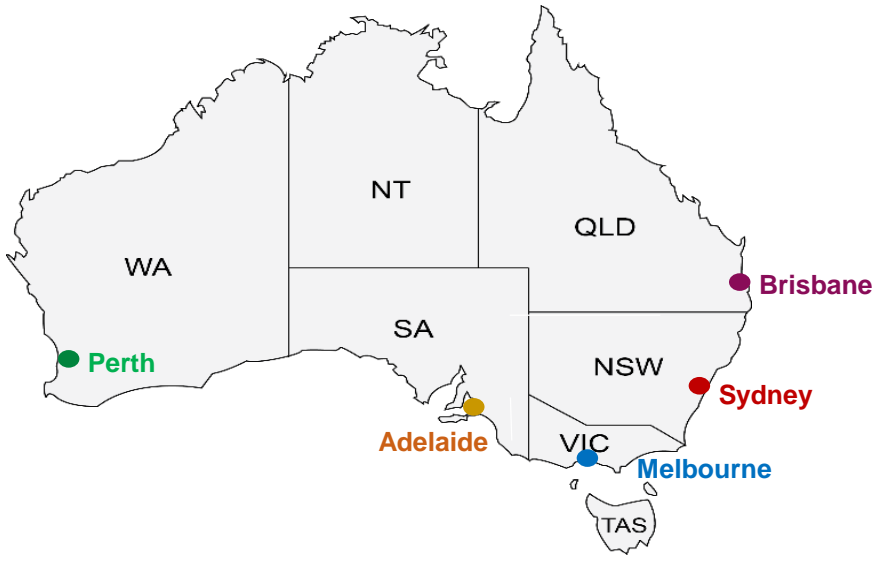 NT
QLD
WA
Brisbane
SA
Perth
NSW
Sydney
Adelaide
VIC
Melbourne
TAS